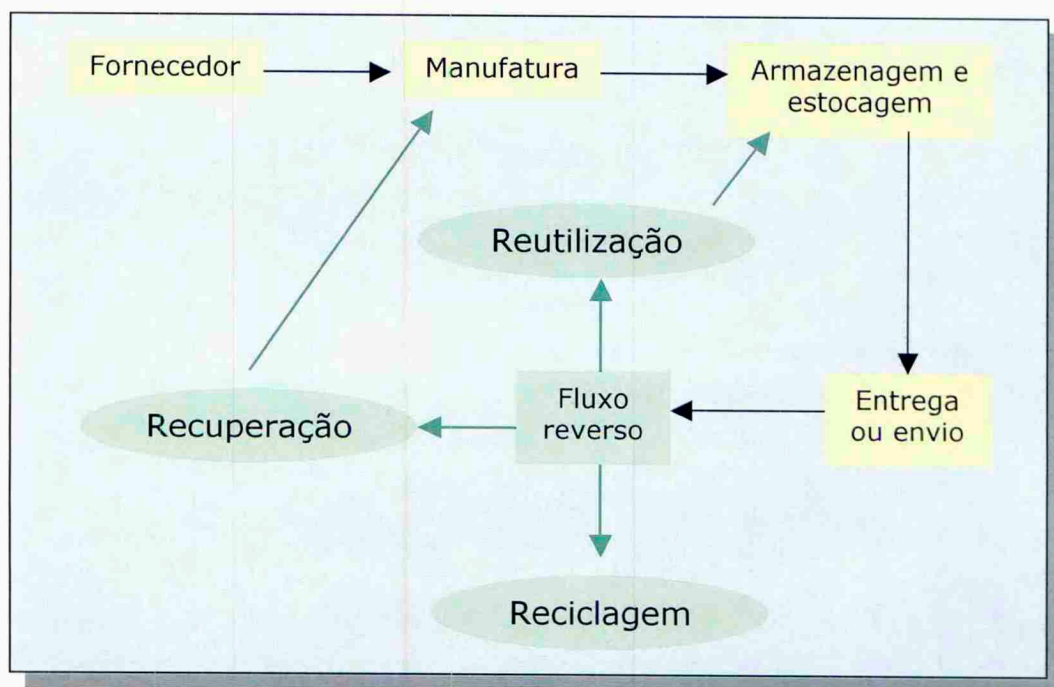 Fornecedor
Manufatura
Armazenagem e
estocagem
Reutilização
Fluxo
reverso
Entrega
ou envio
Recuperação
Reciclagem